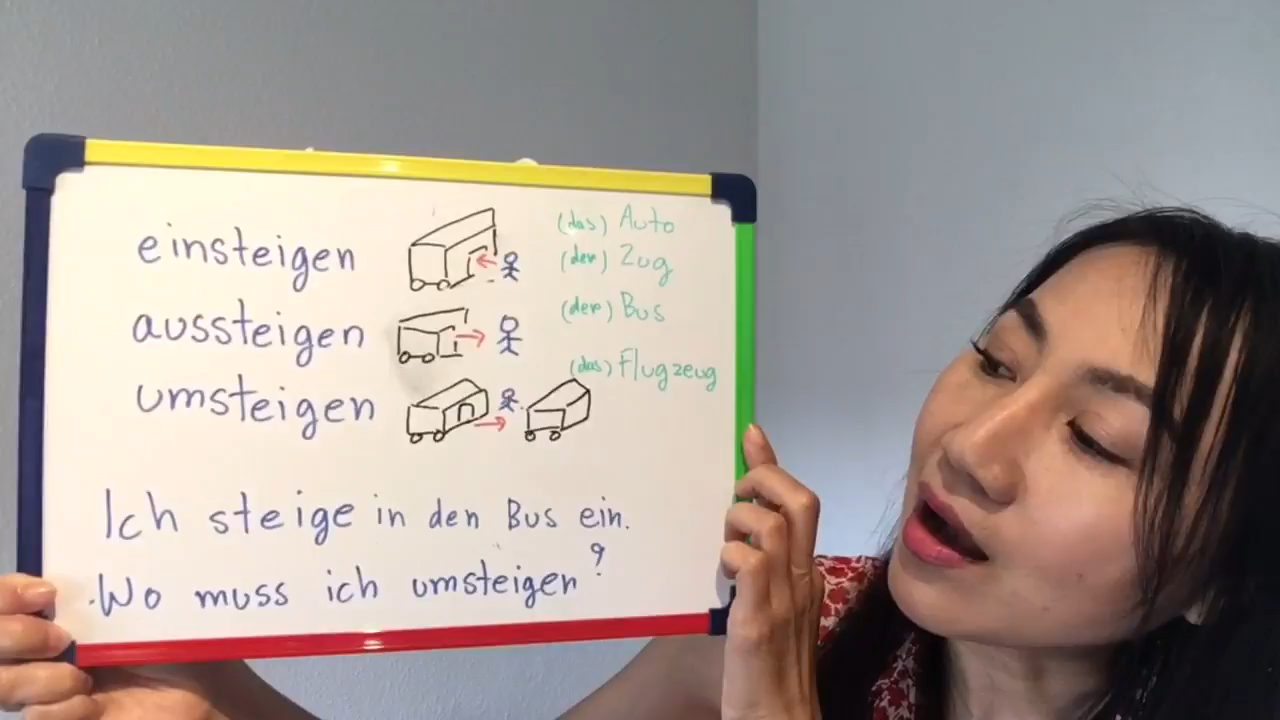 einsteigen
aussteigen
umsteigen
(das) Auto
(der) Zug
(der) Bus
(das) Flugzeug
Ich steige in den Bus ein.
Wo muss ich umsteigen?